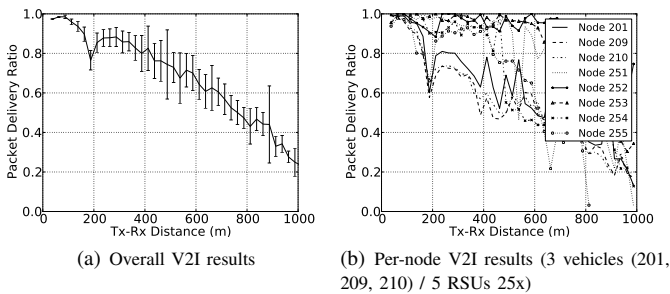 1.0
0.8
0.6
0.4
0.2
0.0
Packet Delivery Ratio
0 200 400 600 800 1000
Tx-Rx Distance (m)
(a) Overall V2I results
1.0
0.8
0.6
0.4
0.2
0.0
Packet Delivery Ratio
Node 201
Node 209
Node 210
Node 251
Node 252
Node 253
Node 254
Node 255
0 200 400 600 800 1000
Tx-Rx Distance (m)
(b) Per-node V2I results (3 vehicles (201,
209, 210) / 5 RSUs 25x)